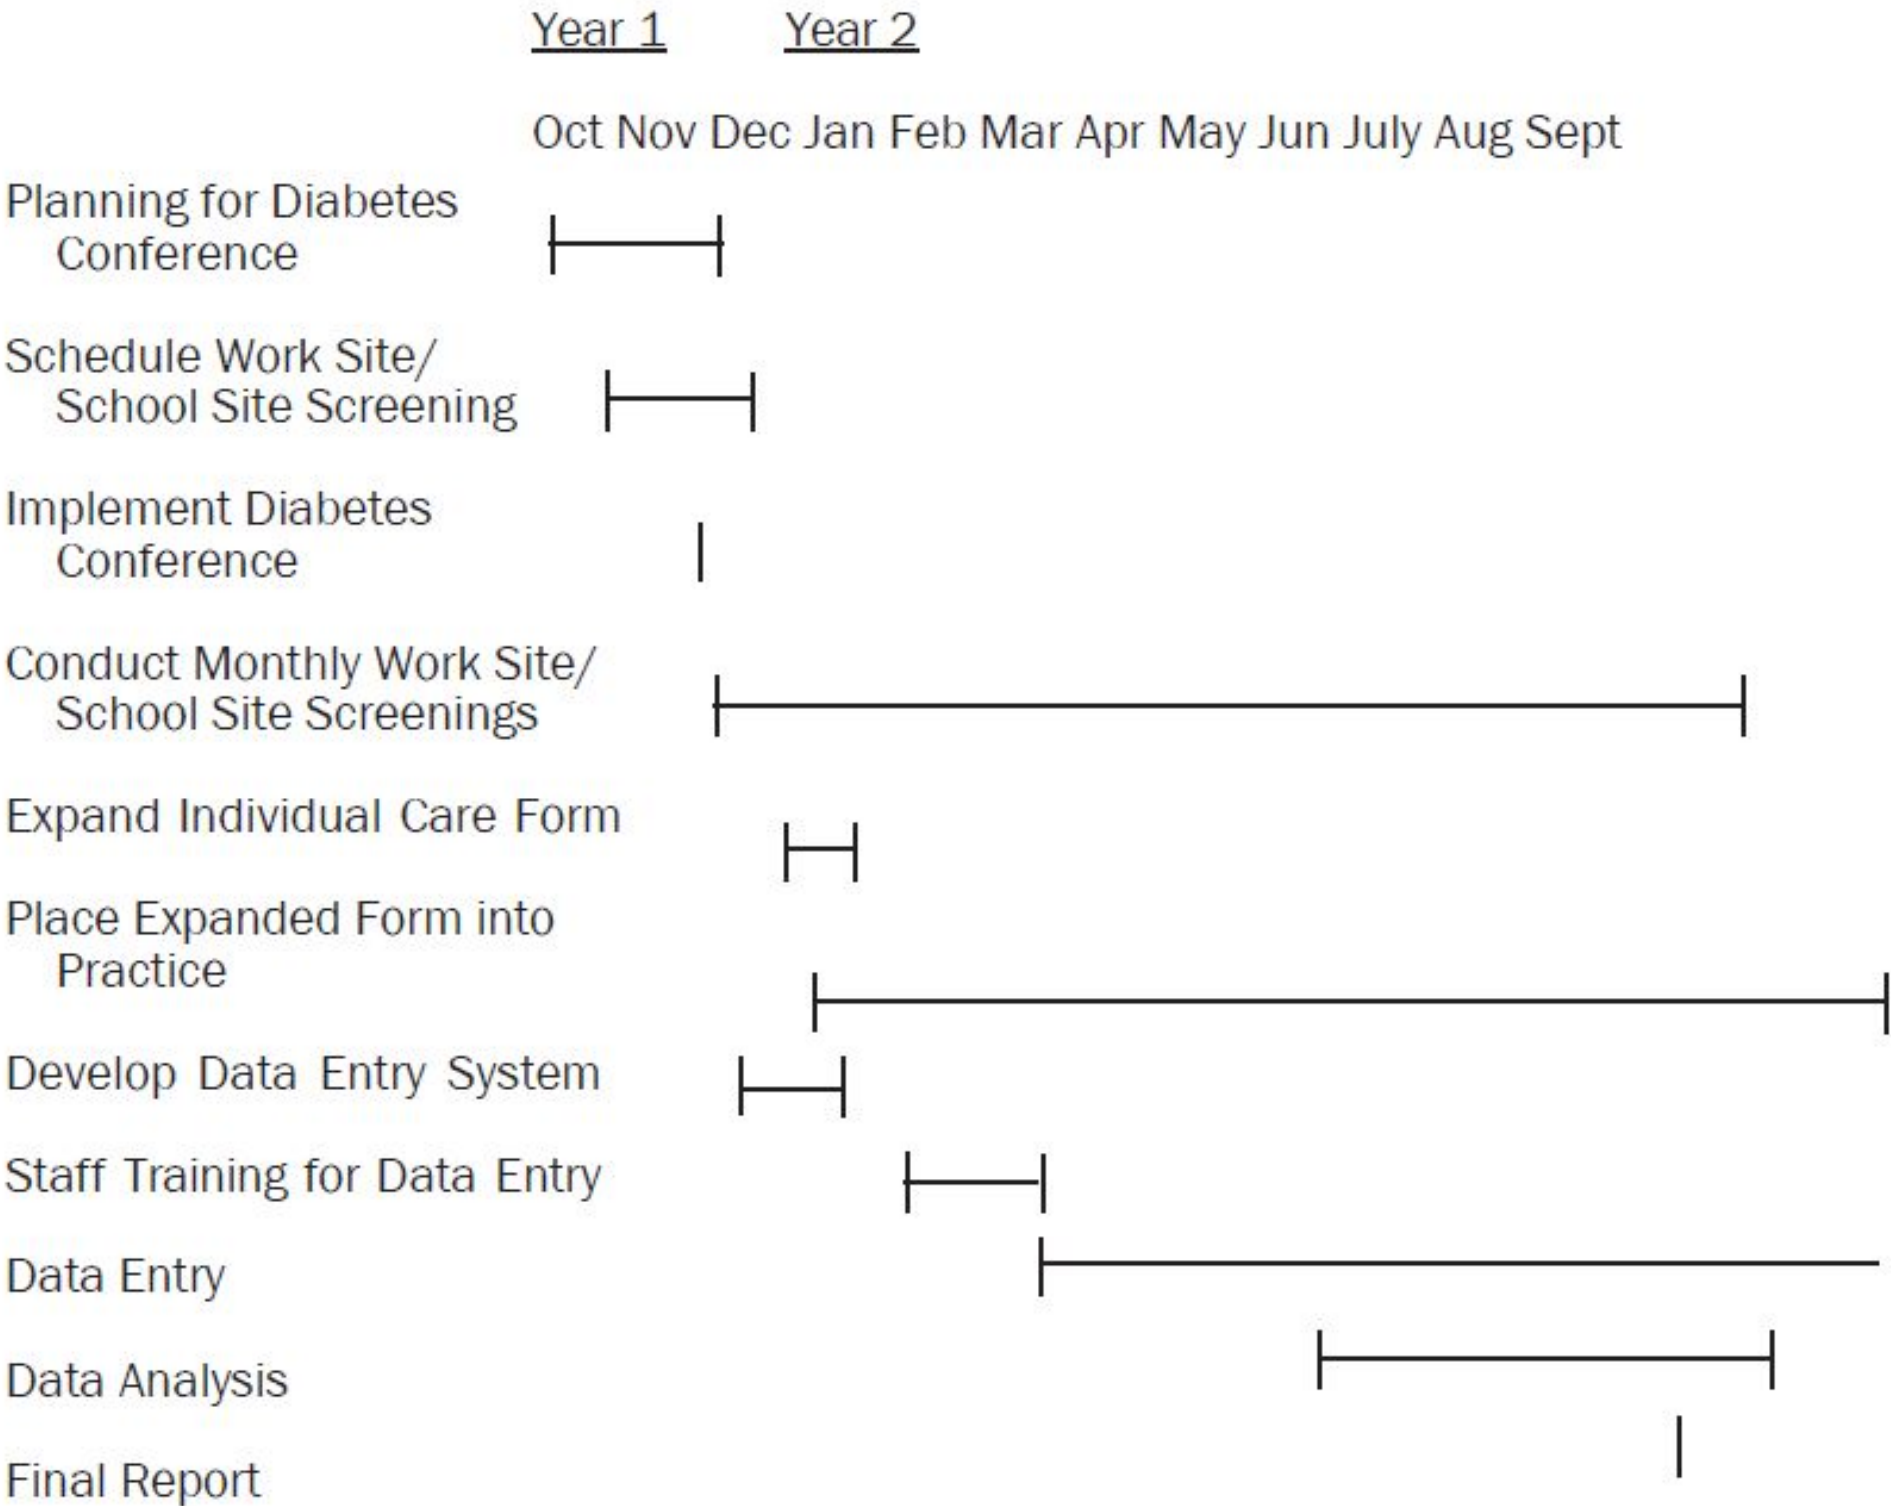 Year 1 Year 2
Oct Nov Dec Jan Feb Mar Apr May Jun July Aug Sept
Planning for Diabetes
Conference
Schedule Work Site/
School Site Screening
Implement Diabetes
Conference
Conduct Monthly Work Site/
School Site Screenings
Expand Individual Care Form
Place Expanded Form into
Practice
Develop Data Entry System
Staff Training for Data Entry
Data Entry
Data Analysis
Final Report